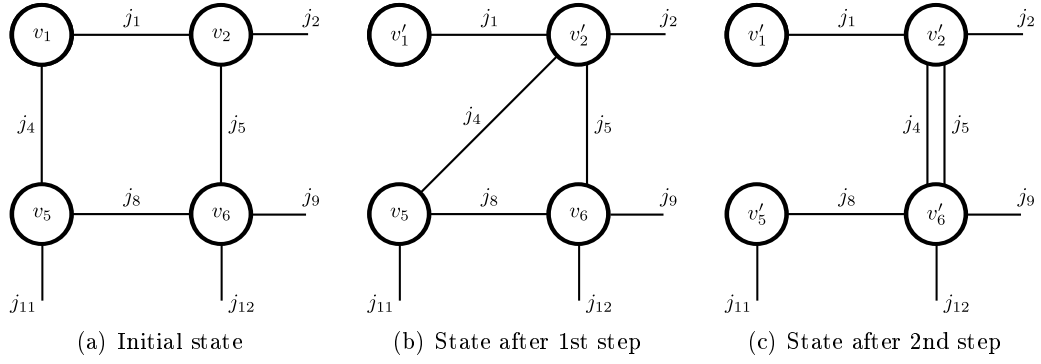 j1 j2 j1 j2 j1 j2
v1 v2 v′1 v′2 v′1 v′2
j4 j5 j4 j5 j4 j5
j8 j9 j8 j9 j8 j9
v5 v6 v5 v6 v′5 v′6
j11 j12 j11 j12 j11 j12
(a) Initial state (b) State after 1st step (c) State after 2nd step